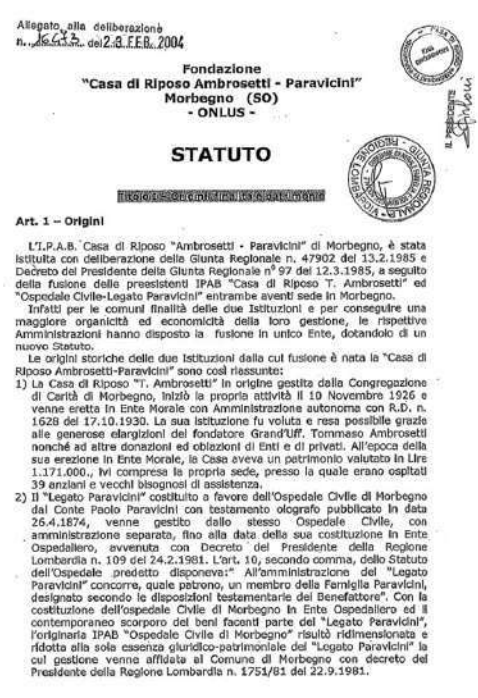 Allegato alla deliberazione
n. 16473 del 23 FEB. 2004
Fondazione
"Casa di Riposo Ambrosetti - Paravicini"
Morbegno (SO)
- ONLUS -
IL PRESIDENTE
STATUTO
Titolo I – Origini, finalità e patrimonio
Art. 1 – Origini
L'I.P.A.B. Casa di Riposo "Ambrosetti - Paravicini" di Morbegno, è stata
istituita con deliberazione della Giunta Regionale n. 47902 del 13.2.1985 e
Decreto del Presidente della Giunta Regionale n° 97 del 12.3.1985, a seguito
della fusione delle preesistenti IPAB "Casa di Riposo T. Ambrosetti" ed
"Ospedale Civile-Legato Paravicini" entrambe aventi sede in Morbegno.
Infatti per le comuni finalità delle due Istituzioni e per conseguire una
maggiore organicità ed economicità della loro gestione, le rispettive
Amministrazioni hanno disposto la fusione in unico Ente, dotandolo di un
nuovo Statuto.
Le origini storiche delle due Istituzioni dalla cui fusione è nata la "Casa di
Riposo Ambrosetti-Paravicini" sono così riassunte:
1) La Casa di Riposo "T. Ambrosetti" in origine gestita dalla Congregazione
di Carità di Morbegno, iniziò la propria attività il 10 Novembre 1926 e
venne eretta in Ente Morale con Amministrazione autonoma con R.D. n.
1628 del 17.10.1930. La sua istituzione fu voluta e resa possibile grazie
alle generose elargizioni del fondatore Grand'Uff. Tommaso Ambrosetti
nonché ad altre donazioni ed oblazioni di Enti e di privati. All'epoca della
sua erezione in Ente Morale, la Casa aveva un patrimonio valutato in Lire
1.171.000., ivi compresa la propria sede, presso la quale erano ospitati
39 anziani e vecchi bisognosi di assistenza.
2) Il "Legato Paravicini" costituito a favore dell'Ospedale Civile di Morbegno
dal Conte Paolo Paravicini con testamento olografo pubblicato in data
26.4.1874, venne gestito dallo stesso Ospedale Civile, con
amministrazione separata, fino alla data della sua costituzione in Ente
Ospedaliero, avvenuta con Decreto del Presidente della Regione
Lombardia n. 109 del 24.2.1981. L'art. 10, secondo comma, dello Statuto
dell'Ospedale predetto disponeva:" All'amministrazione del "Legato
Paravicini" concorre, quale patrono, un membro della Famiglia Paravicini,
designato secondo le disposizioni testamentarie del Benefattore". Con la
costituzione dell'ospedale Civile di Morbegno in Ente Ospedaliero ed il
contemporaneo scorporo dei beni facenti parte del "Legato Paravicini",
l'originaria IPAB "Ospedale Civile di Morbegno" risultò ridimensionata e
ridotta alla sola essenza giuridico-patrimoniale del "Legato Paravicini" la
cui gestione venne affidata al Comune di Morbegno con decreto del
Presidente della Regione Lombardia n. 1751/81 del 22.9.1981.